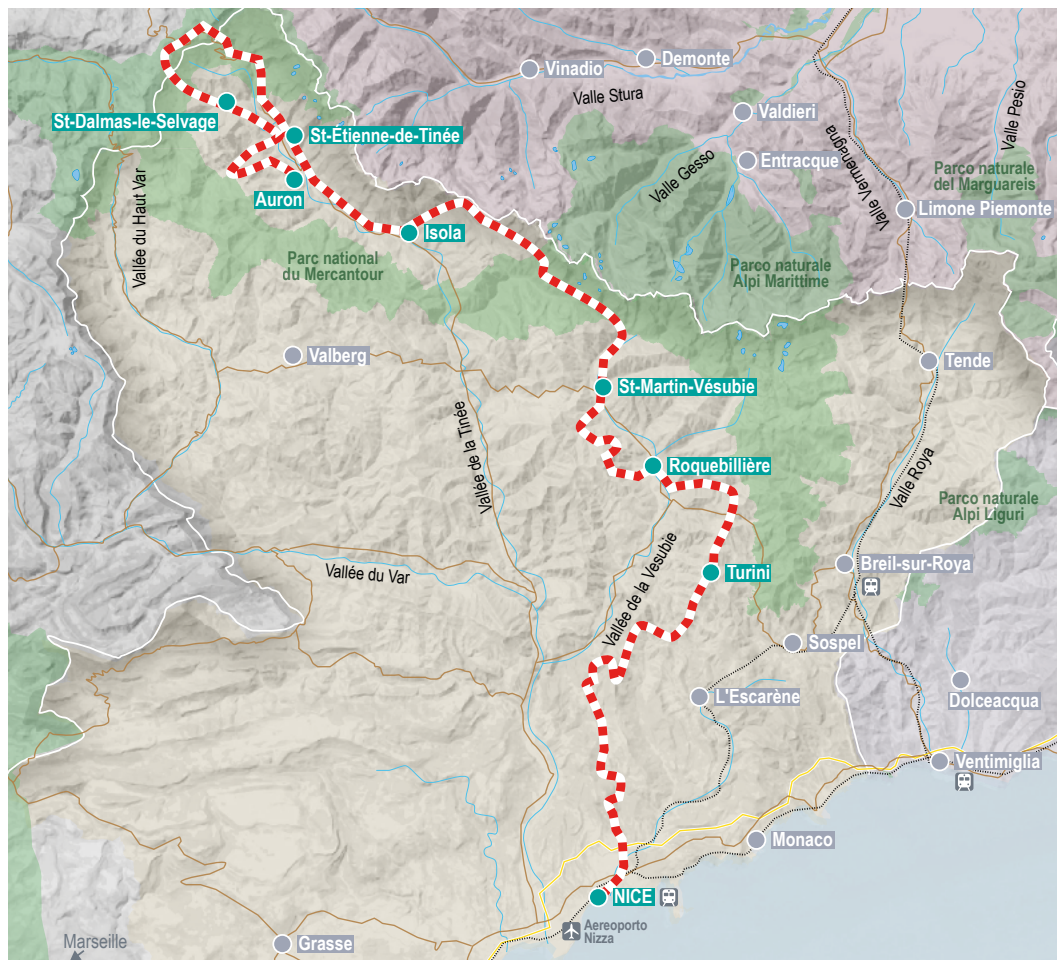 Demonte
Vinadio
Valle Stura
Valdieri
Valle Pesio
St-Dalmas-le-Selvage
St-Étienne-de-Tinée
Entracque
Valle Gesso
Valle Vermenagna
Parco naturale
del Marguareis
Auron
Limone Piemonte
Vallée du Haut Var
Isola
Parc national
du Mercantour
Parco naturale
Alpi Marittime
Valberg
Tende
St-Martin-Vésubie
Vallée de la Tinée
Roquebillière
Valle Roya
Parco naturale
Alpi Liguri
Vallée du Var
Turini
Breil-sur-Roya
Vallée de la Vesubie
Sospel
L'Escarène
Dolceacqua
Ventimiglia
Monaco
NICE
Aereoporto
Nizza
Marseille
Grasse